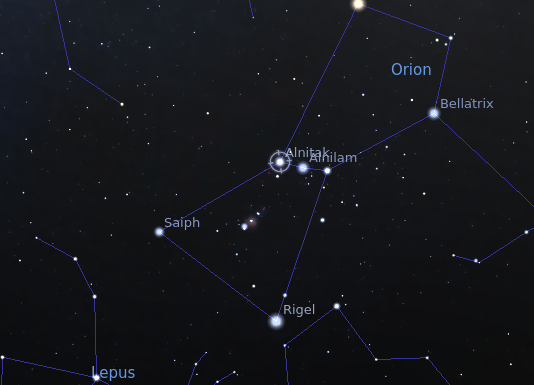 Orion
Bellatrix
Alnitak
Alnilam
Saiph
Rigel
Lepus